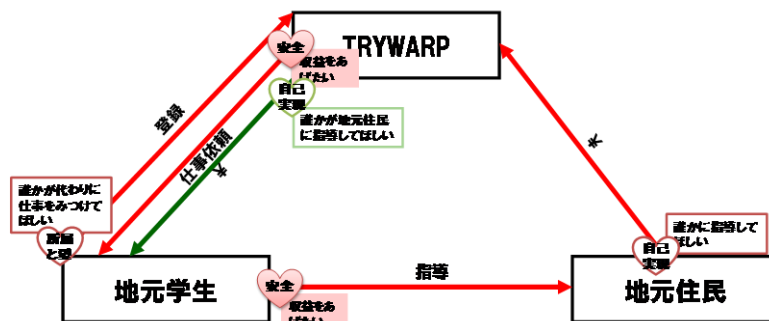 TRYWARP
安全
収益をあ
げたい
自己
実現
誰かが地元住民
に指導してほしい
登録
仕事依頼
誰かが代わりに
仕事をみつけて
ほしい
地元学生
安全
収益をあ
げたい
指導
誰かに指導して
ほしい
自己
実現
地元住民